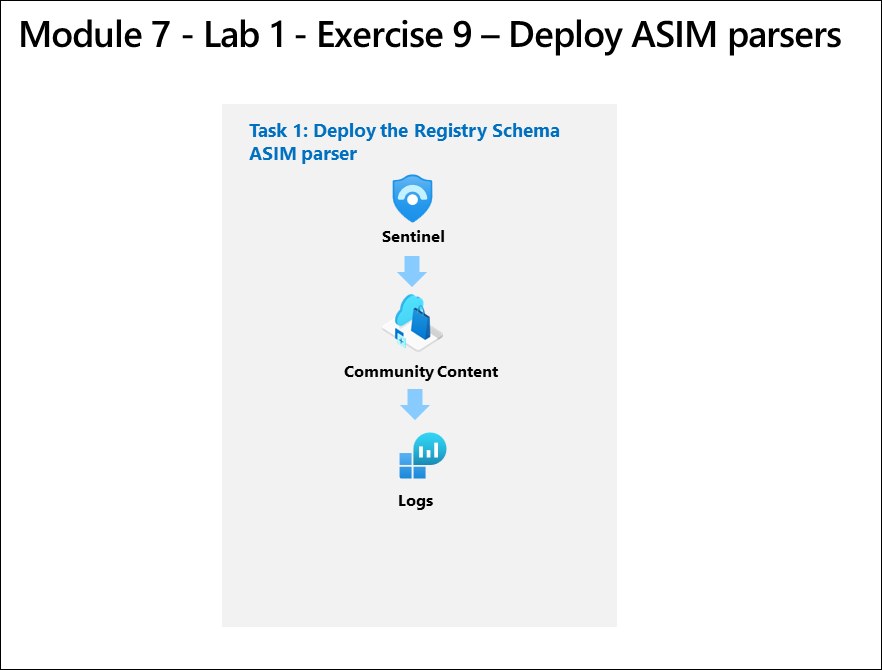 Module 7 - Lab 1 - Exercise 9 – Deploy ASIM parsers
Task 1: Deploy the Registry Schema
ASIM parser
Sentinel
Community Content
Logs